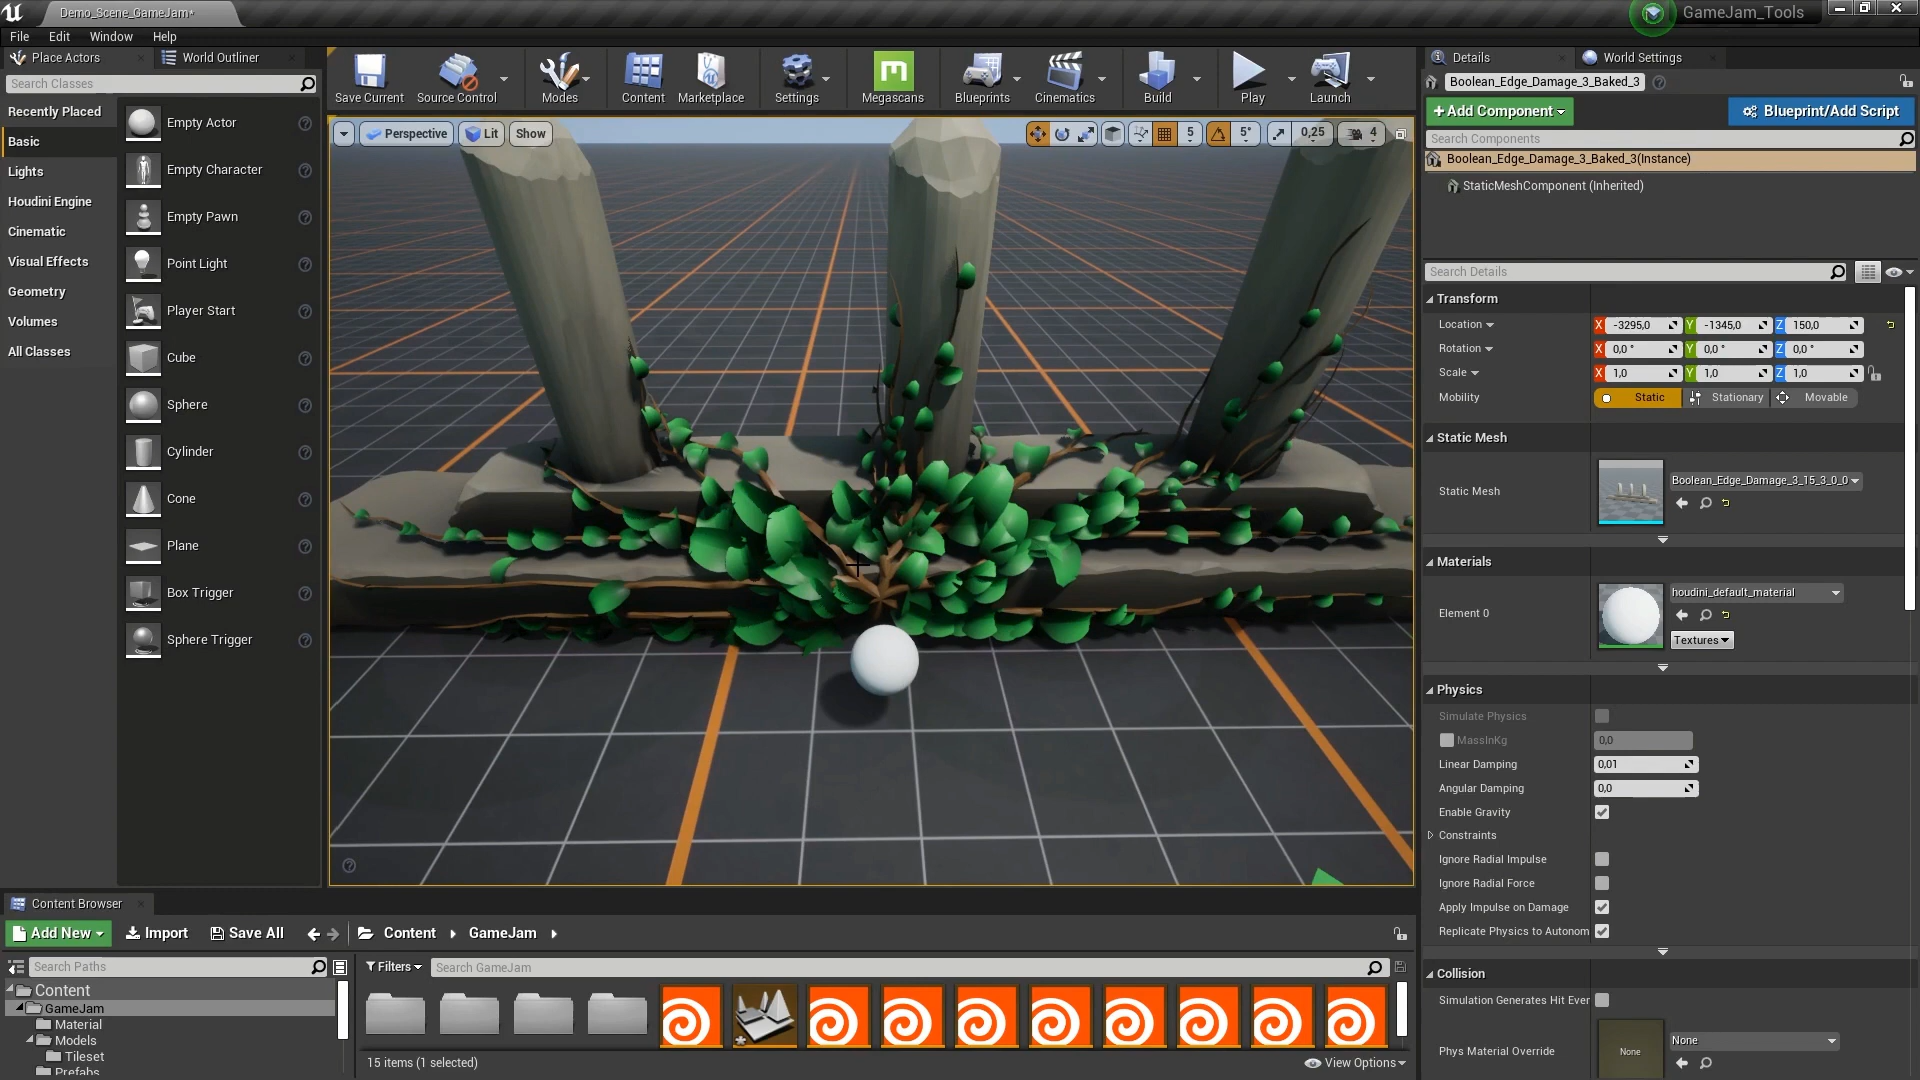 Demo_Scene_GameJam*
GameJam_Tools
File Edit Window Help
Place Actors
World Outliner
Search Classes
Recently Placed
Basic
Lights
Houdini Engine
Cinematic
Visual Effects
Geometry
Volumes
All Classes
Empty Actor
Empty Character
Empty Pawn
Point Light
Player Start
Cube
Sphere
Cylinder
Cone
Plane
Box Trigger
Sphere Trigger
Save Current
Source Control
Modes
Content
Marketplace
Settings
Megascans
Blueprints
Cinematics
Build
Play
Launch
Perspective
Lit
Show
5
5°
0,25
4
Details
World Settings
Boolean_Edge_Damage_3_Baked_3
+Add Component
Blueprint/Add Script
Search Components
Boolean_Edge_Damage_3_Baked_3(Instance)
StaticMeshComponent (Inherited)
Search Details
Transform
Location X -3295,0 Y -1345,0 Z 150,0
Rotation X 0,0 ° Y 0,0 ° Z 0,0 °
Scale X 1,0 Y 1,0 Z 1,0
Mobility Static Stationary Movable
Static Mesh
Static Mesh Boolean_Edge_Damage_3_15_3_0_0
Materials
Element 0 houdini_default_material
Textures
Physics
Simulate Physics
MassInKg 0,0
Linear Damping 0,01
Angular Damping 0,0
Enable Gravity
Constraints
Ignore Radial Impulse
Ignore Radial Force
Apply Impulse on Damage
Replicate Physics to Autonom
Collision
Simulation Generates Hit Ever
Phys Material Override None None
Content Browser
Add New Import Save All Content GameJam
Search Paths
Content
GameJam
Material
Models
Tileset
Prefabs
Filters
Search GameJam
15 items (1 selected)
View Options